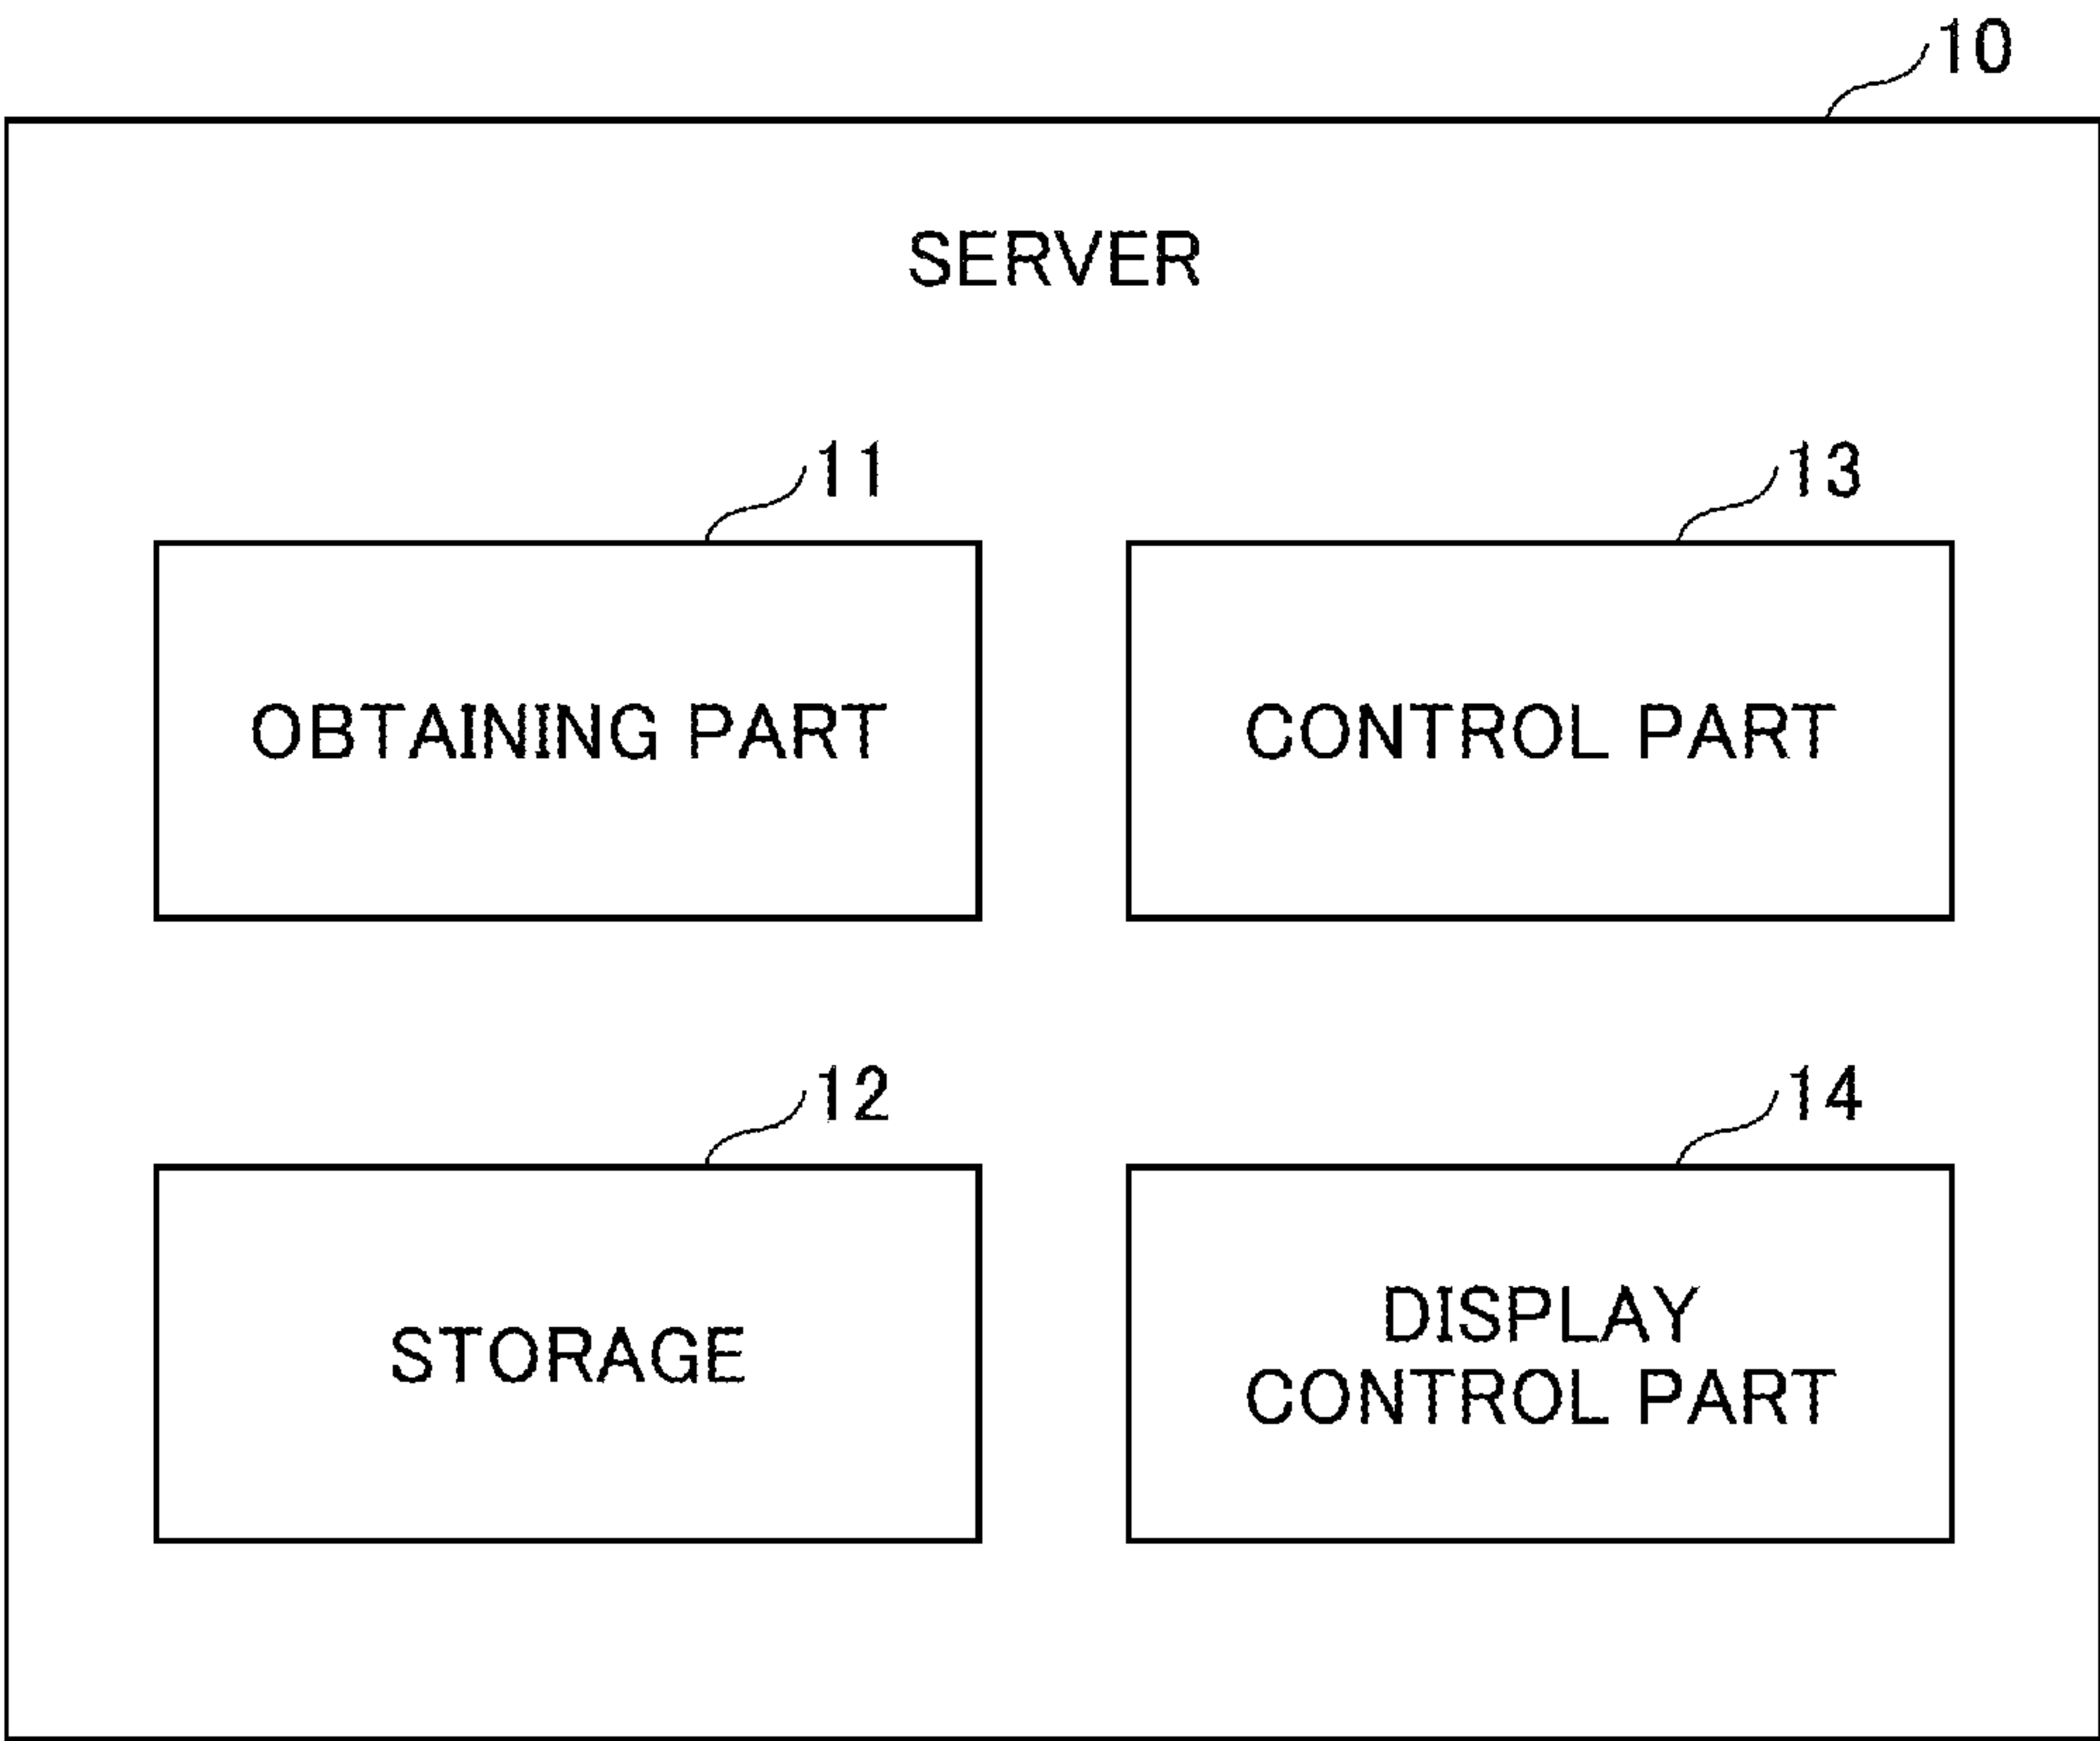 10
SERVER
11
OBTAINING PART
13
CONTROL PART
12
STORAGE
14
DISPLAY
CONTROL PART